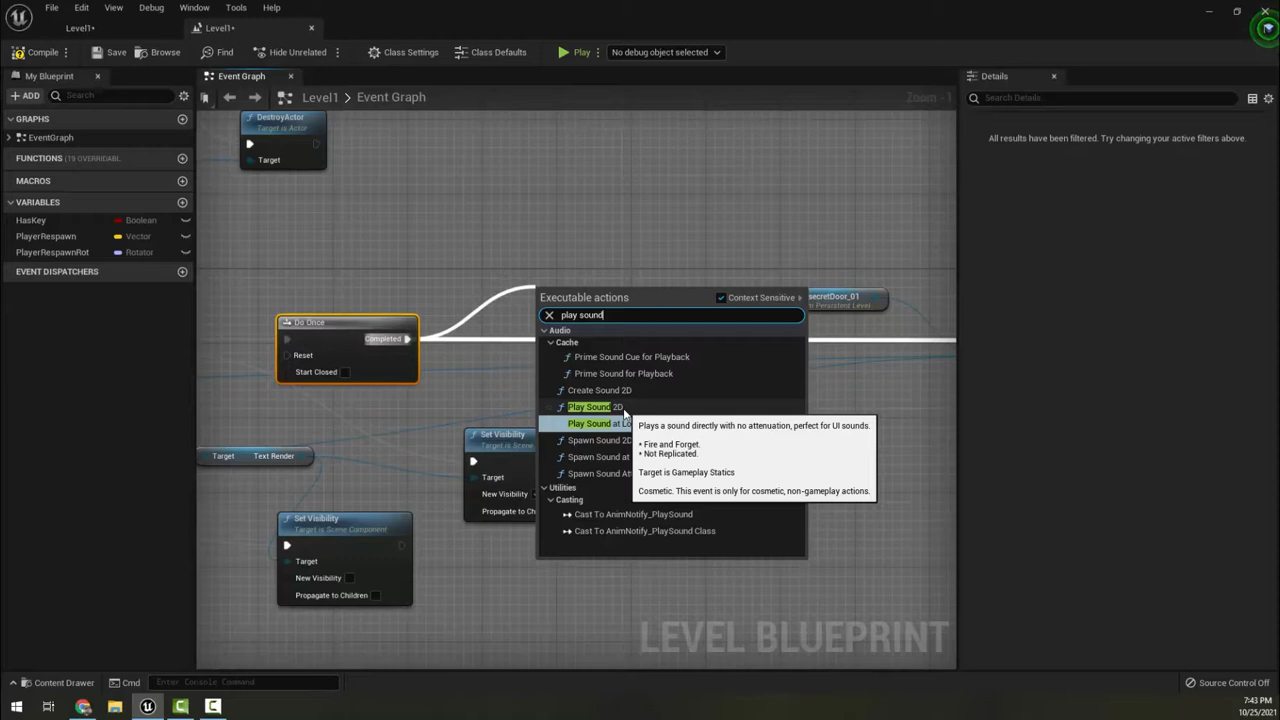 File Edit Asset View Debug Window Tools Help
Level1•
Level1•
Compile Save Browse Find Hide Unrelated Class Settings Class Defaults Play No debug object selected
My Blueprint
Event Graph
Details
ADD Search
Level1 > Event Graph
Zoom -1
Search Details
GRAPHS
EventGraph
FUNCTIONS (19 OVERRIDABL
MACROS
VARIABLES
HasKey Boolean
PlayerRespawn Vector
PlayerRespawnRot Rotator
EVENT DISPATCHERS
All results have been filtered. Try changing your active filters above.
DestroyActor
Target is Actor
Target
Do Once
Completed
Reset
Start Closed
Target Text Render
Set Visibility
Target is Scene Component
Target
New Visibility
Propagate to Children
Set Visibility
Target is Scene
Target
New Visibility
Propagate to Ch
secretDoor_01
Persistent Level
Executable actions
Context Sensitive
play sound
Audio
Cache
Prime Sound Cue for Playback
Prime Sound for Playback
Create Sound 2D
Play Sound 2D
Play Sound at Lo
Spawn Sound 2D
Spawn Sound at
Spawn Sound Att
Utilities
Casting
Cast To AnimNotify_PlaySound
Cast To AnimNotify_PlaySound Class
Plays a sound directly with no attenuation, perfect for UI sounds.
* Fire and Forget.
* Not Replicated.
Target is Gameplay Statics
Cosmetic. This event is only for cosmetic, non-gameplay actions.
LEVEL BLUEPRINT
Content Drawer Cmd Enter Console Command
Source Control Off
7:43 PM
10/25/2021